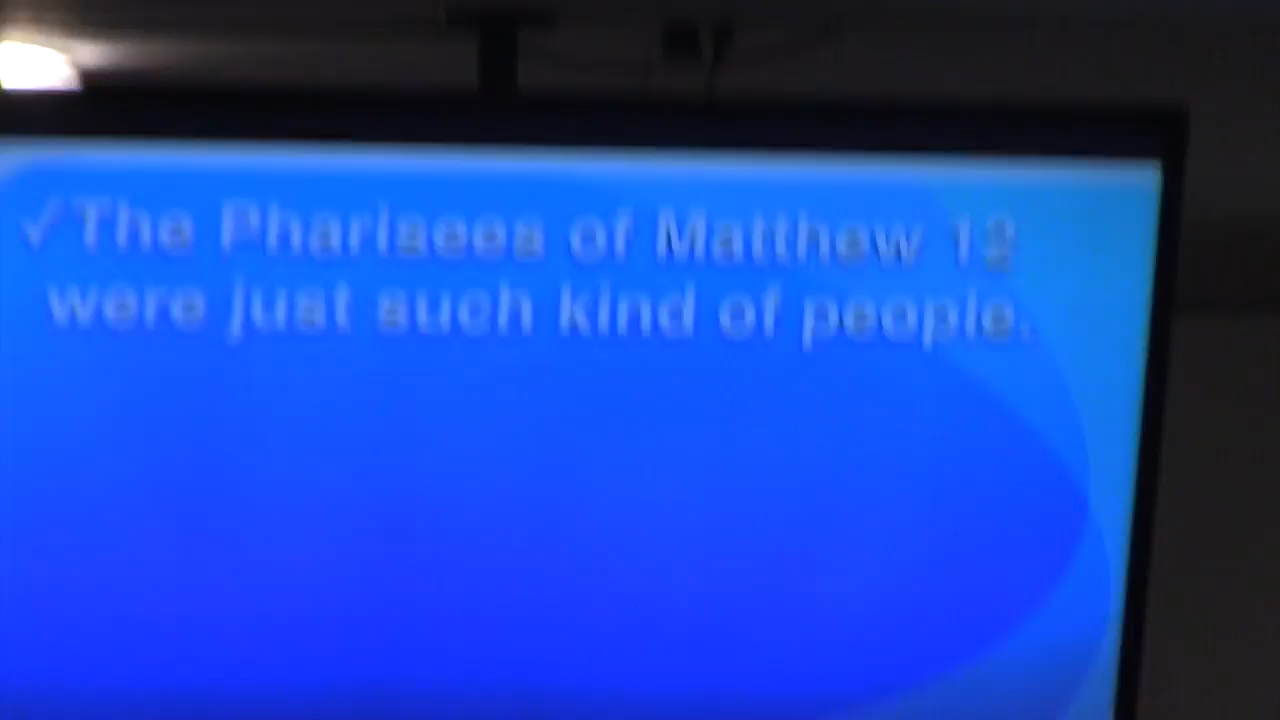 ✓The Pharisees of Matthew 12
were just such kind of people.